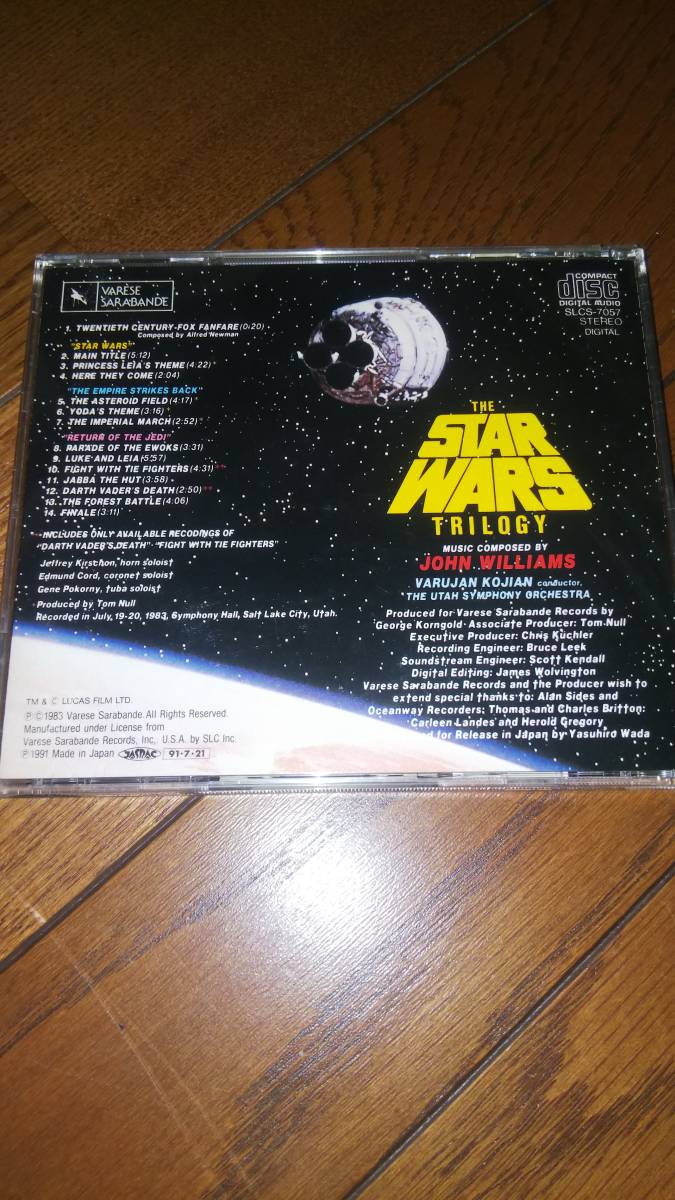 VARÈSE
SARABANDE
COMPACT
disc
DIGITAL AUDIO
SLCS-7057
STEREO
DIGITAL
1. TWENTIETH CENTURY-FOX FANFARE(0:20)
Composed by Alfred Newman
"STAR WARS"
2. MAIN TITLE(5:12)
3. PRINCESS LEIA'S THEME(4:22)*
4. HERE THEY COME(2:04)
"THE EMPIRE STRIKES BACK"
5. THE ASTEROID FIELD(4:17)*
6. YODA'S THEME(3:16)*
7. THE IMPERIAL MARCH(2:52)*
"RETURN OF THE JEDI"
8. PARADE OF THE EWOKS(3:31)
9. LUKE AND LEIA(5:57)
10. FIGHT WITH TIE FIGHTERS(4:31)**
11. JABBA THE HUT(3:58)
12. DARTH VADER'S DEATH(2:50)**
13. THE FOREST BATTLE(4:06)
14. FINALE(3:11)
INCLUDES ONLY AVAILABLE RECODINGS OF
"DARTH VADER'S DEATH" "FIGHT WITH TIE FIGHTERS"
Jeffrey Kirschon, horn soloist
Edmund Cord, coronet soloist
Gene Pokorny, tuba soloist
Produced by Tom Null
Recorded in July, 19-20, 1983, Symphony Hall, Salt Lake City, Utah.
THE
STAR
WARS
TRILOGY
MUSIC COMPOSED BY
JOHN WILLIAMS
VARUJAN KOJIAN conductor,
THE UTAH SYMPHONY ORCHESTRA
Produced for Varese Sarabande Records by
George Korngold Associate Producer: Tom Null
Executive Producer: Chris Kuchler
Recording Engineer: Bruce Leek
Soundstream Engineer: Scott Kendall
Digital Editing: James Wolvington
Varese Sarabande Records and the Producer wish to
extend special thanks to: Alan Sides and
Oceanway Recorders: Thomas and Charles Britton:
Carleen Landes and Herold Gregory
for Release in Japan by Yasuhiro Wada
TM & © LUCAS FILM LTD.
℗©1983 Varese Sarabande. All Rights Reserved.
Manufactured under License from
Varese Sarabande Records, Inc., U.S.A. by SLC Inc.
℗1991 Made in Japan JASRAC 91·7·21